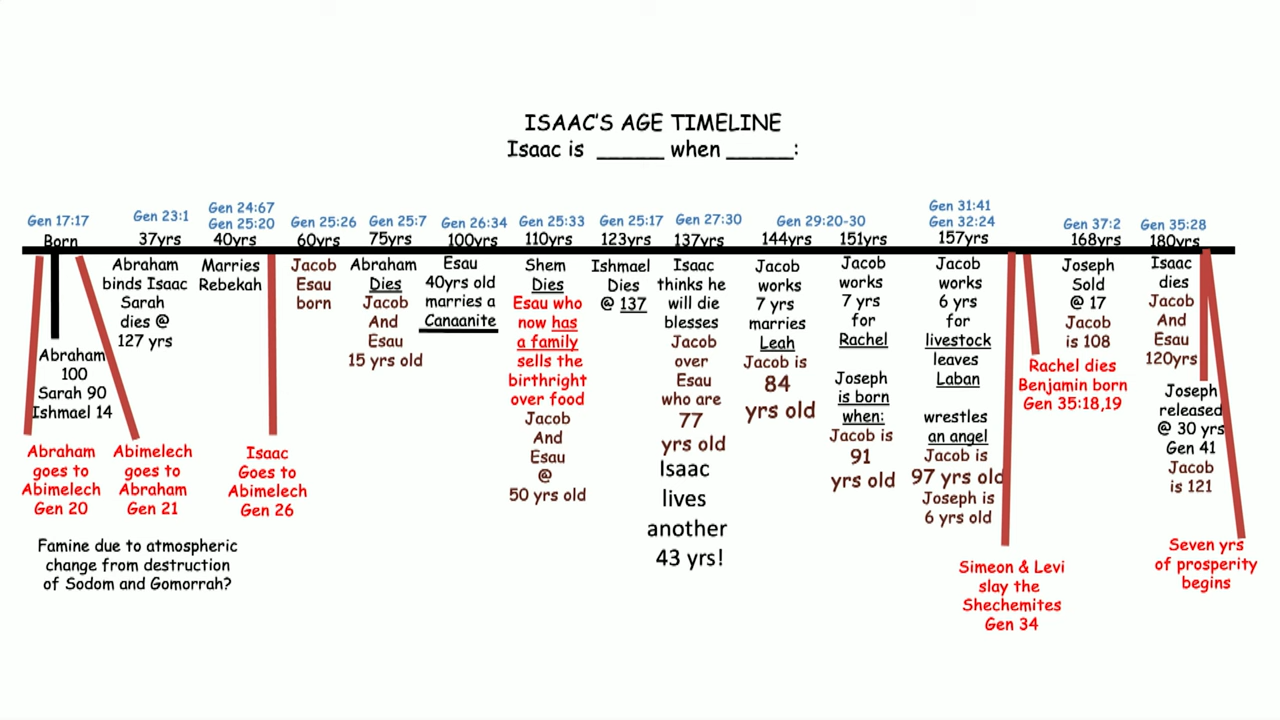 ISAAC'S AGE TIMELINE
Isaac is _____ when _____:
Gen 17:17
Born
Abraham
100
Sarah 90
Ishmael 14
Abraham
goes to
Abimelech
Gen 20
Abimelech
goes to
Abraham
Gen 21
Famine due to atmospheric
change from destruction
of Sodom and Gomorrah?
Gen 23:1
37yrs
Abraham
binds Isaac
Sarah
dies @
127 yrs
Gen 24:67
Gen 25:20
40yrs
Marries
Rebekah
Isaac
Goes to
Abimelech
Gen 26
Gen 25:26
60yrs
Jacob
Esau
born
Gen 25:7
75yrs
Abraham
Dies
Jacob
And
Esau
15 yrs old
Gen 26:34
100yrs
Esau
40yrs old
marries a
Canaanite
Gen 25:33
110yrs
Shem
Dies
Esau who
now has
a family
sells the
birthright
over food
Jacob
And
Esau
@
50 yrs old
Gen 25:17
123yrs
Ishmael
Dies
@ 137
Gen 27:30
137yrs
Isaac
thinks he
will die
blesses
Jacob
over
Esau
who are
77
yrs old
Isaac
lives
another
43 yrs!
Gen 29:20-30
144yrs
Jacob
works
7 yrs
marries
Leah
Jacob is
84
yrs old
151yrs
Jacob
works
7 yrs
for
Rachel
Joseph
is born
when:
Jacob is
91
yrs old
Gen 31:41
Gen 32:24
157yrs
Jacob
works
6 yrs
for
livestock
leaves
Laban
wrestles
an angel
Jacob is
97 yrs old
Joseph is
6 yrs old
Simeon & Levi
slay the
Shechemites
Gen 34
Rachel dies
Benjamin born
Gen 35:18,19
Gen 37:2
168yrs
Joseph
Sold
@ 17
Jacob
is 108
Gen 35:28
180yrs
Isaac
dies
Jacob
And
Esau
120yrs
Joseph
released
@ 30 yrs
Gen 41
Jacob
is 121
Seven yrs
of prosperity
begins